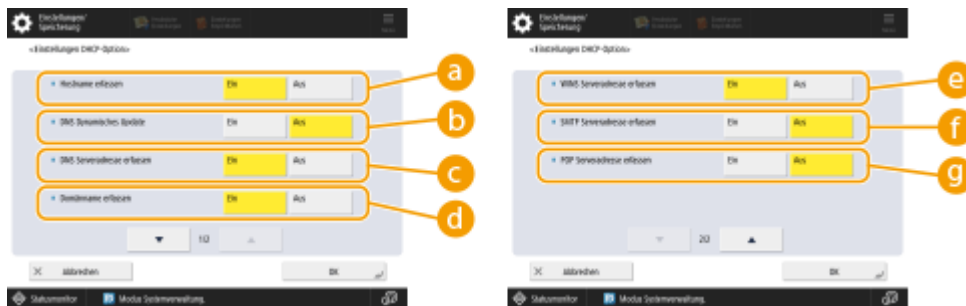 Einstellungen/
Speicherung
<Einstellungen DHCP-Option>
Hostname erfassen
Ein
Aus
a
DNS Dynamisches Update
Ein
Aus
b
DNS Serveradresse erfassen
Ein
Aus
c
Domänname erfassen
Ein
Aus
d
1/2
Abbrechen
OK
Statusmonitor
Modus Systemverwaltung.
Einstellungen/
Speicherung
<Einstellungen DHCP-Option>
WINS Serveradresse erfassen
Ein
Aus
e
SMTP Serveradresse erfassen
Ein
Aus
f
POP Serveradresse erfassen
Ein
Aus
g
2/2
Abbrechen
OK
Statusmonitor
Modus Systemverwaltung.